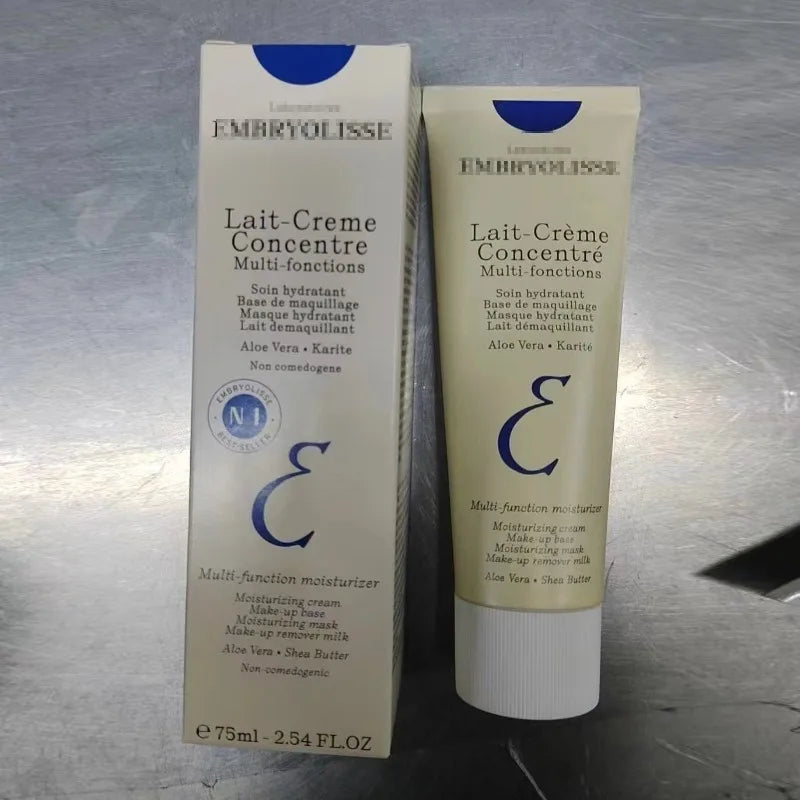 Laboratoires
EMBRYOLISSE
Lait-Creme
Concentre
Multi-fonctions
Soin hydratant
Base de maquillage
Masque hydratant
Lait demaquillant
Aloe Vera • Karite
Non comedogene
EMBRYOLISSE
N 1
BEST-SELLER
ε
Multi-function moisturizer
Moisturizing cream
Make-up base
Moisturizing mask
Make-up remover milk
Aloe Vera • Shea Butter
Non-comedogenic
℮ 75ml - 2.54 FL.OZ
Laboratoires
EMBRYOLISSE
Lait-Crème
Concentré
Multi-fonctions
Soin hydratant
Base de maquillage
Masque hydratant
Lait démaquillant
Aloe Vera • Karité
ε
Multi-function moisturizer
Moisturizing cream
Make-up base
Moisturizing mask
Make-up remover milk
Aloe Vera • Shea Butter